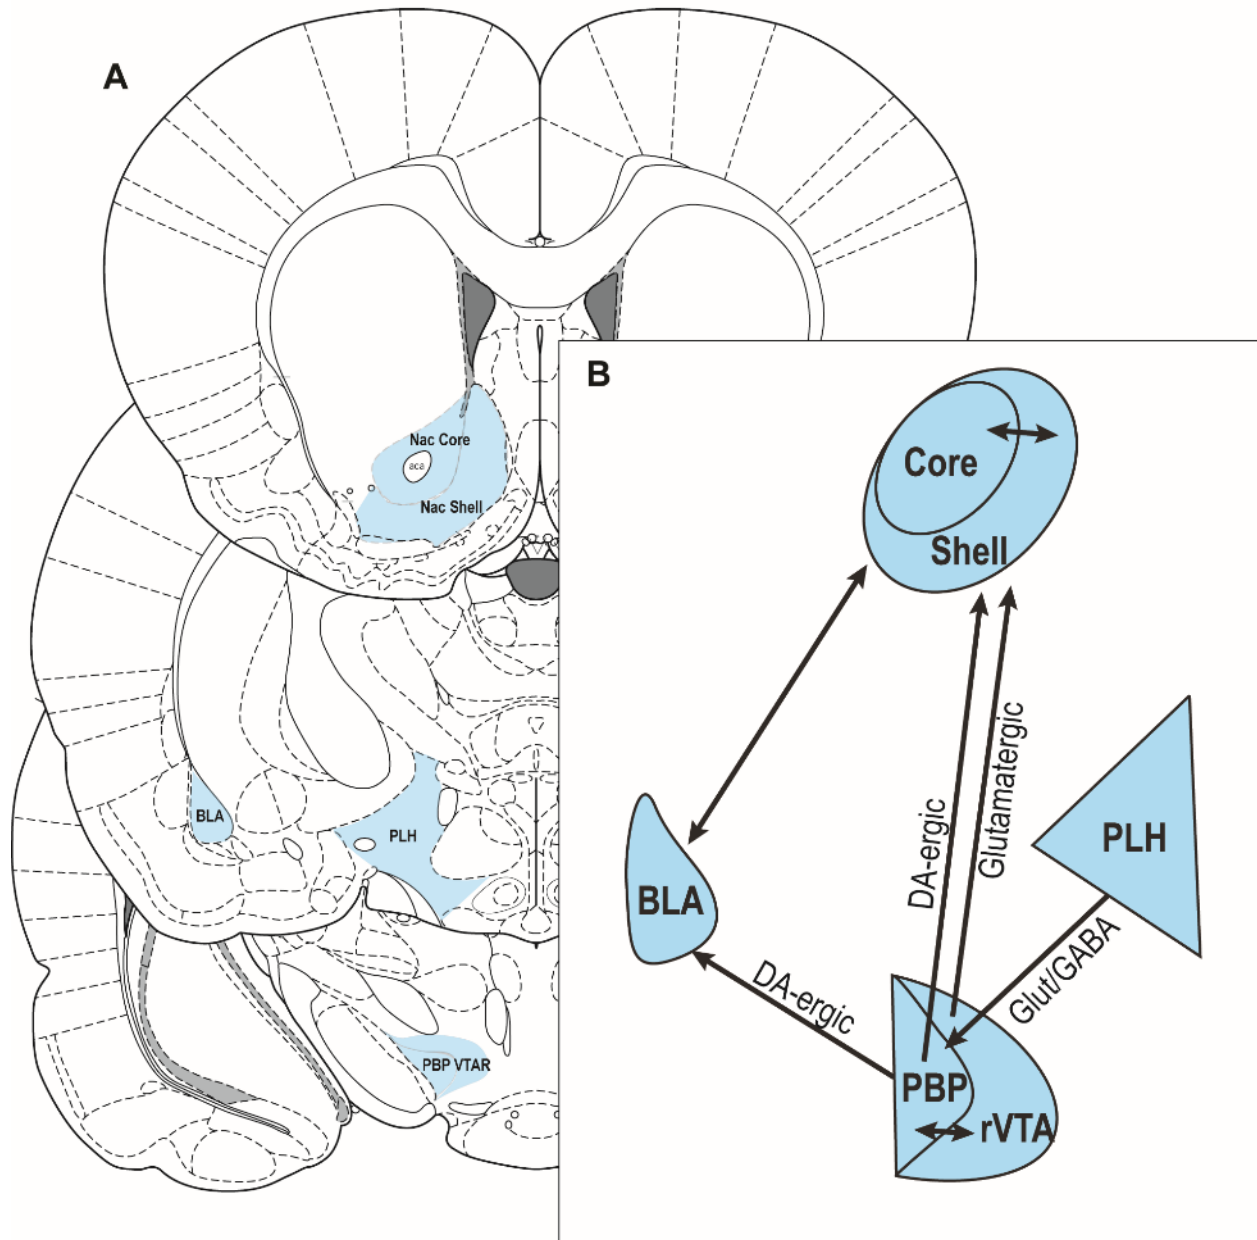 A
Nac Core
aca
Nac Shell
BLA
PLH
PBP VTAR
B
Core
Shell
DA-ergic
Glutamatergic
PLH
BLA
DA-ergic
Glut/GABA
PBP
rVTA